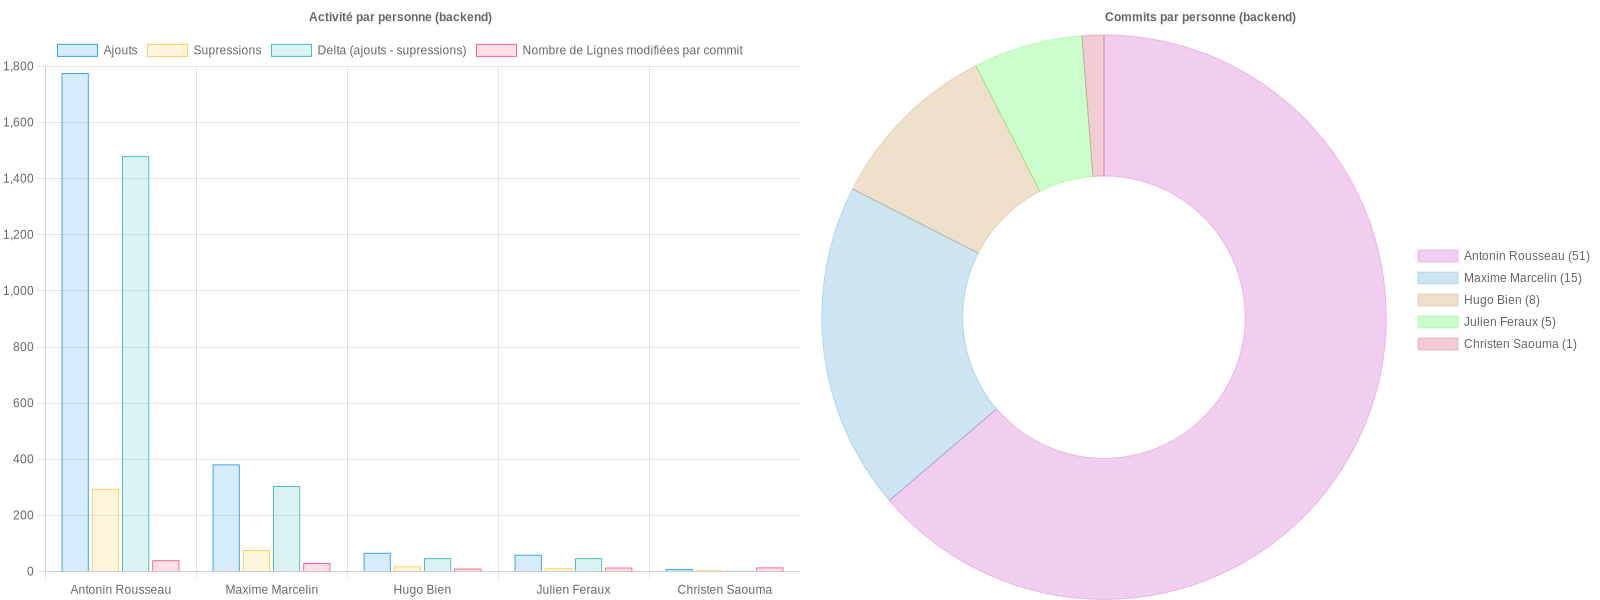 Activité par personne (backend)
Ajouts
Supressions
Delta (ajouts - supressions)
Nombre de Lignes modifiées par commit
1,800
1,600
1,400
1,200
1,000
800
600
400
200
0
Antonin Rousseau
Maxime Marcelin
Hugo Bien
Julien Feraux
Christen Saouma
Commits par personne (backend)
Antonin Rousseau (51)
Maxime Marcelin (15)
Hugo Bien (8)
Julien Feraux (5)
Christen Saouma (1)